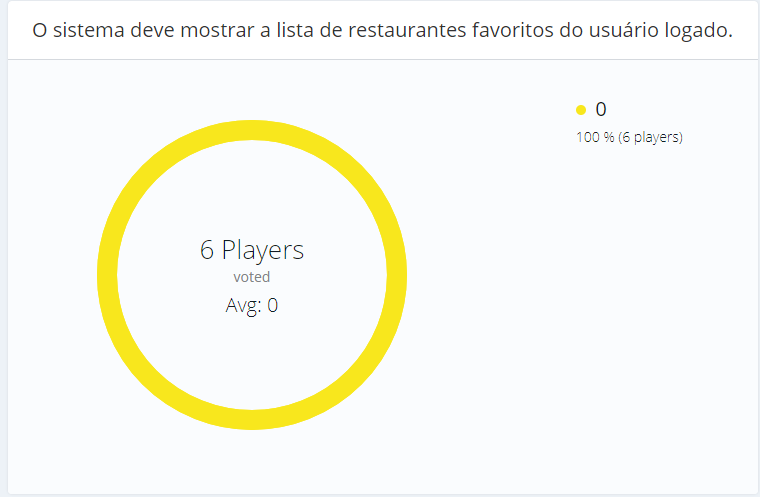 O sistema deve mostrar a lista de restaurantes favoritos do usuário logado.
0
100 % (6 players)
6 Players
voted
Avg: 0